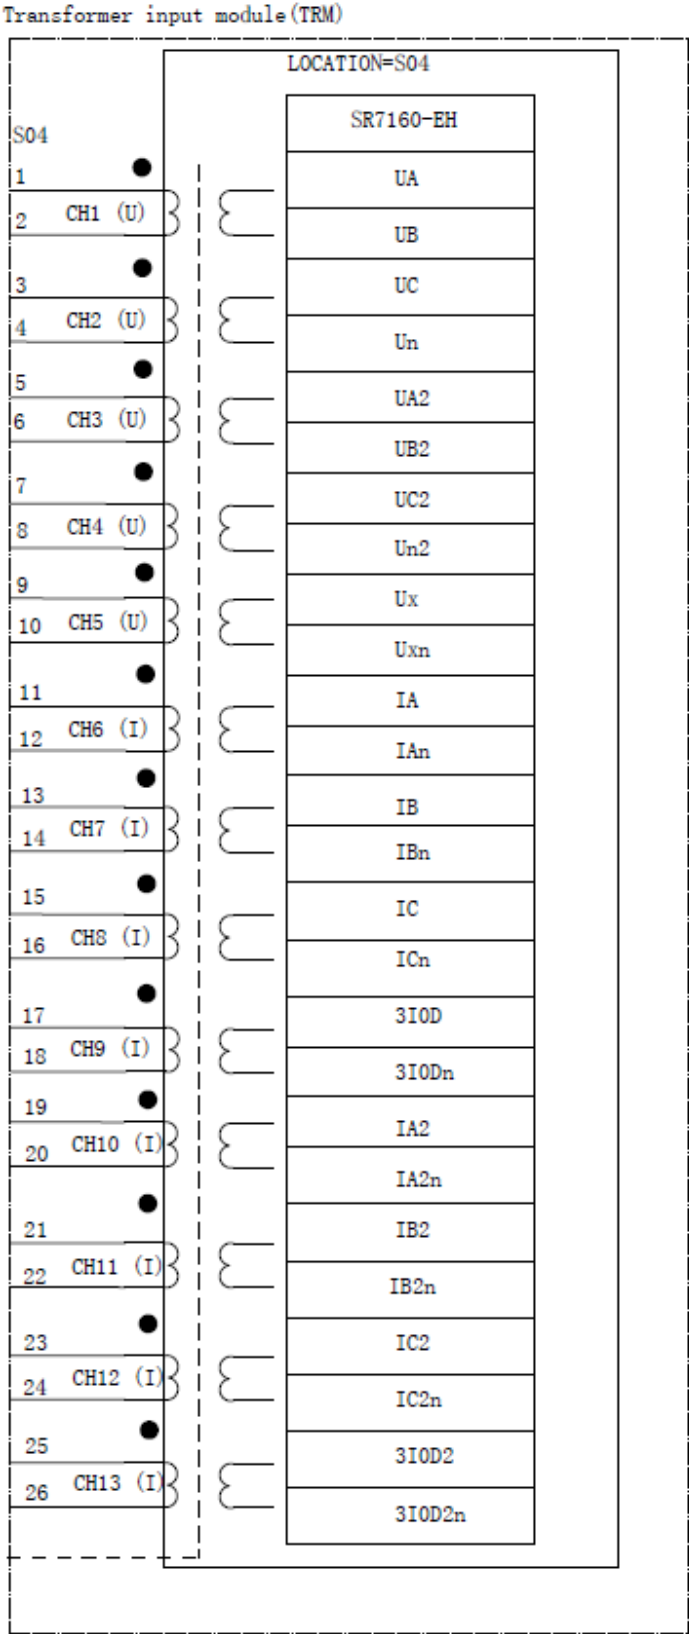 Transformer input module(TRM)
LOCATION=S04
SR7160-EH
S04
1
UA
2 CH1 (U)
UB
3
UC
4 CH2 (U)
Un
5
UA2
6 CH3 (U)
UB2
7
UC2
8 CH4 (U)
Un2
9
Ux
10 CH5 (U)
Uxn
11
IA
12 CH6 (I)
IAn
13
IB
14 CH7 (I)
IBn
15
IC
16 CH8 (I)
ICn
17
3I0D
18 CH9 (I)
3I0Dn
19
IA2
20 CH10 (I)
IA2n
21
IB2
22 CH11 (I)
IB2n
23
IC2
24 CH12 (I)
IC2n
25
3I0D2
26 CH13 (I)
3I0D2n